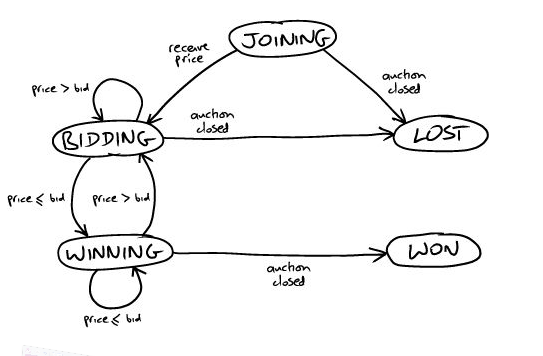 JOINING
receive
price
auction
closed
price > bid
auction
closed
BIDDING
LOST
price ≤ bid
price > bid
WINNING
WON
auction
closed
price ≤ bid